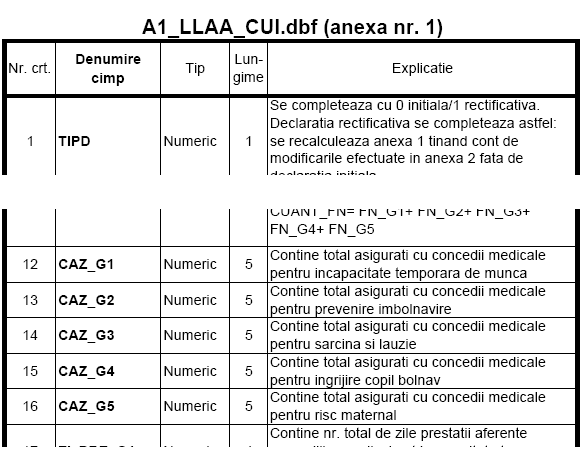 A1_LLAA_CUI.dbf (anexa nr. 1)
Nr. crt. Denumire cimp Tip Lun-gime Explicatie
1 TIPD Numeric 1 Se completeaza cu 0 initiala/1 rectificativa.
Declaratia rectificativa se completeaza astfel:
se recalculeaza anexa 1 tinand cont de
modificarile efectuate in anexa 2 fata de
declaratia initiala
CUANT_FN= FN_G1+ FN_G2+ FN_G3+
FN_G4+ FN_G5
12 CAZ_G1 Numeric 5 Contine total asigurati cu concedii medicale
pentru incapacitate temporara de munca
13 CAZ_G2 Numeric 5 Contine total asigurati cu concedii medicale
pentru prevenire imbolnavire
14 CAZ_G3 Numeric 5 Contine total asigurati cu concedii medicale
pentru sarcina si lauzie
15 CAZ_G4 Numeric 5 Contine total asigurati cu concedii medicale
pentru ingrijire copil bolnav
16 CAZ_G5 Numeric 5 Contine total asigurati cu concedii medicale
pentru risc maternal
Contine nr. total de zile prestatii aferente